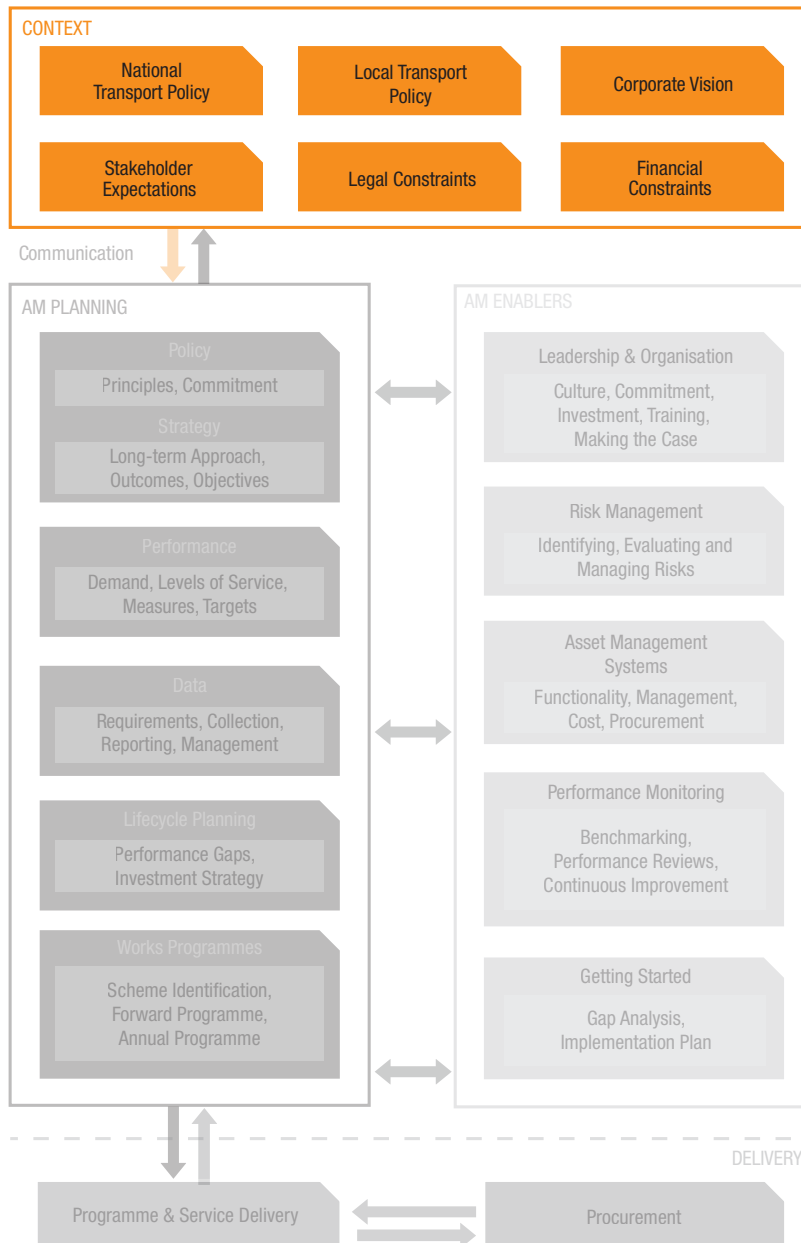 CONTEXT
National
Transport Policy
Local Transport
Policy
Corporate Vision
Stakeholder
Expectations
Legal Constraints
Financial
Constraints
Communication
AM PLANNING
Policy
Principles, Commitment
Strategy
Long-term Approach,
Outcomes, Objectives
Performance
Demand, Levels of Service,
Measures, Targets
Data
Requirements, Collection,
Reporting, Management
Lifecycle Planning
Performance Gaps,
Investment Strategy
Works Programmes
Scheme Identification,
Forward Programme,
Annual Programme
AM ENABLERS
Leadership & Organisation
Culture, Commitment,
Investment, Training,
Making the Case
Risk Management
Identifying, Evaluating and
Managing Risks
Asset Management
Systems
Functionality, Management,
Cost, Procurement
Performance Monitoring
Benchmarking,
Performance Reviews,
Continuous Improvement
Getting Started
Gap Analysis,
Implementation Plan
DELIVERY
Programme & Service Delivery
Procurement